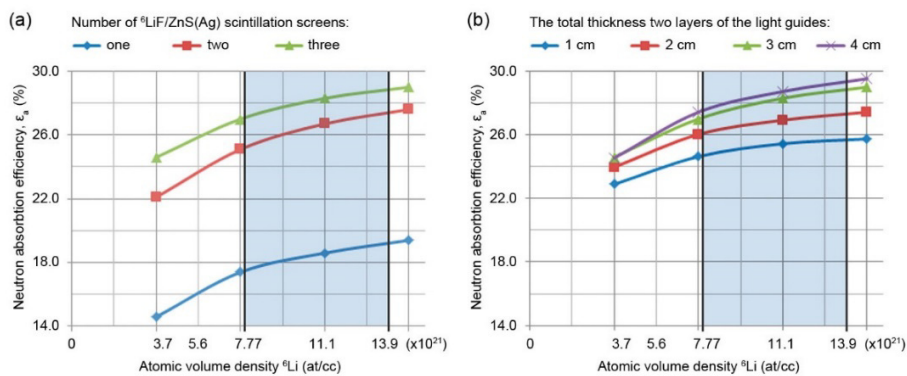 (a)
Number of ⁶LiF/ZnS(Ag) scintillation screens:
one two three
Neutron absorbtion efficiency, εₐ (%)
30.0
26.0
22.0
18.0
14.0
0 3.7 5.6 7.77 11.1 13.9 (x10²¹)
Atomic volume density ⁶Li (at/cc)
(b)
The total thickness two layers of the light guides:
1 cm 2 cm 3 cm 4 cm
Neutron absorbtion efficiency, εₐ (%)
30.0
26.0
22.0
18.0
14.0
0 3.7 5.6 7.77 11.1 13.9 (x10²¹)
Atomic volume density ⁶Li (at/cc)